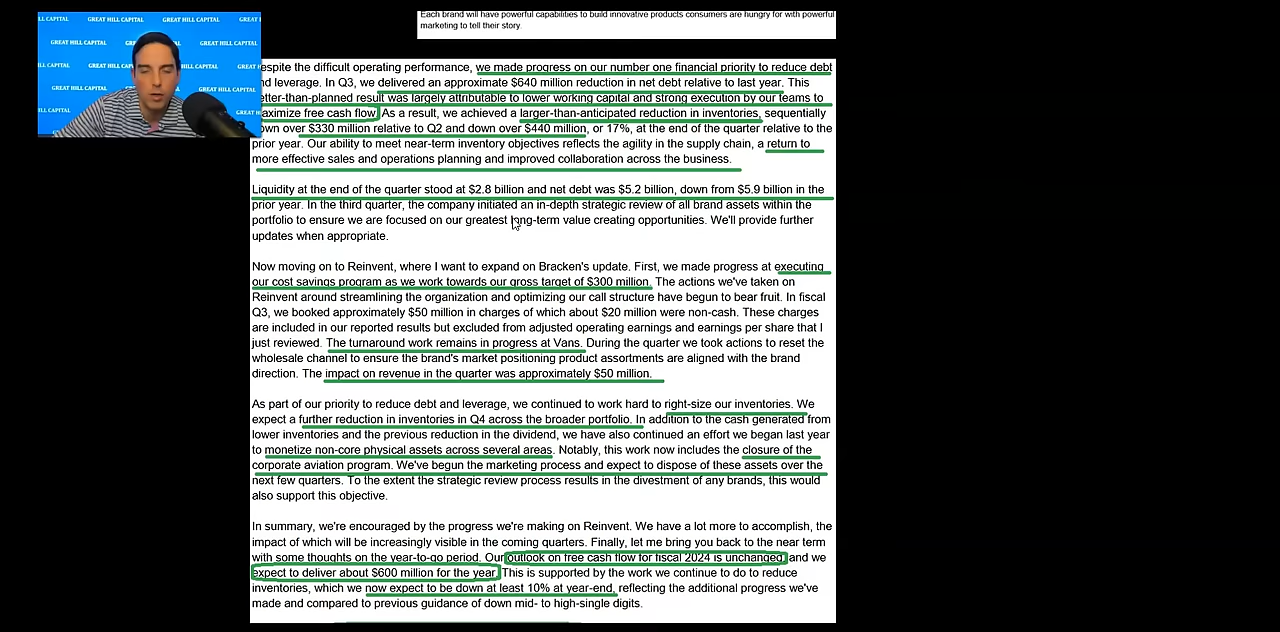 LL CAPITAL GREAT HILL CAPITAL GREAT HILL CAPITAL GREAT
GREAT HILL CAPITAL GREAT HILL CAPITAL
GREAT GREAT HILL
GREAT HILL CAPITAL
Each brand will have powerful capabilities to build innovative products consumers are hungry for with powerful
marketing to tell their story.
espite the difficult operating performance, we made progress on our number one financial priority to reduce debt
nd leverage. In Q3, we delivered an approximate $640 million reduction in net debt relative to last year. This
etter-than-planned result was largely attributable to lower working capital and strong execution by our teams to
aximize free cash flow. As a result, we achieved a larger-than-anticipated reduction in inventories, sequentially
own over $330 million relative to Q2 and down over $440 million, or 17%, at the end of the quarter relative to the
prior year. Our ability to meet near-term inventory objectives reflects the agility in the supply chain, a return to
more effective sales and operations planning and improved collaboration across the business.
Liquidity at the end of the quarter stood at $2.8 billion and net debt was $5.2 billion, down from $5.9 billion in the
prior year. In the third quarter, the company initiated an in-depth strategic review of all brand assets within the
portfolio to ensure we are focused on our greatest long-term value creating opportunities. We'll provide further
updates when appropriate.
Now moving on to Reinvent, where I want to expand on Bracken's update. First, we made progress at executing
our cost savings program as we work towards our gross target of $300 million. The actions we've taken on
Reinvent around streamlining the organization and optimizing our call structure have begun to bear fruit. In fiscal
Q3, we booked approximately $50 million in charges of which about $20 million were non-cash. These charges
are included in our reported results but excluded from adjusted operating earnings and earnings per share that I
just reviewed. The turnaround work remains in progress at Vans. During the quarter we took actions to reset the
wholesale channel to ensure the brand's market positioning product assortments are aligned with the brand
direction. The impact on revenue in the quarter was approximately $50 million.
As part of our priority to reduce debt and leverage, we continued to work hard to right-size our inventories. We
expect a further reduction in inventories in Q4 across the broader portfolio. In addition to the cash generated from
lower inventories and the previous reduction in the dividend, we have also continued an effort we began last year
to monetize non-core physical assets across several areas. Notably, this work now includes the closure of the
corporate aviation program. We've begun the marketing process and expect to dispose of these assets over the
next few quarters. To the extent the strategic review process results in the divestment of any brands, this would
also support this objective.
In summary, we're encouraged by the progress we're making on Reinvent. We have a lot more to accomplish, the
impact of which will be increasingly visible in the coming quarters. Finally, let me bring you back to the near term
with some thoughts on the year-to-go period. Our outlook on free cash flow for fiscal 2024 is unchanged, and we
expect to deliver about $600 million for the year. This is supported by the work we continue to do to reduce
inventories, which we now expect to be down at least 10% at year-end, reflecting the additional progress we've
made and compared to previous guidance of down mid- to high-single digits.